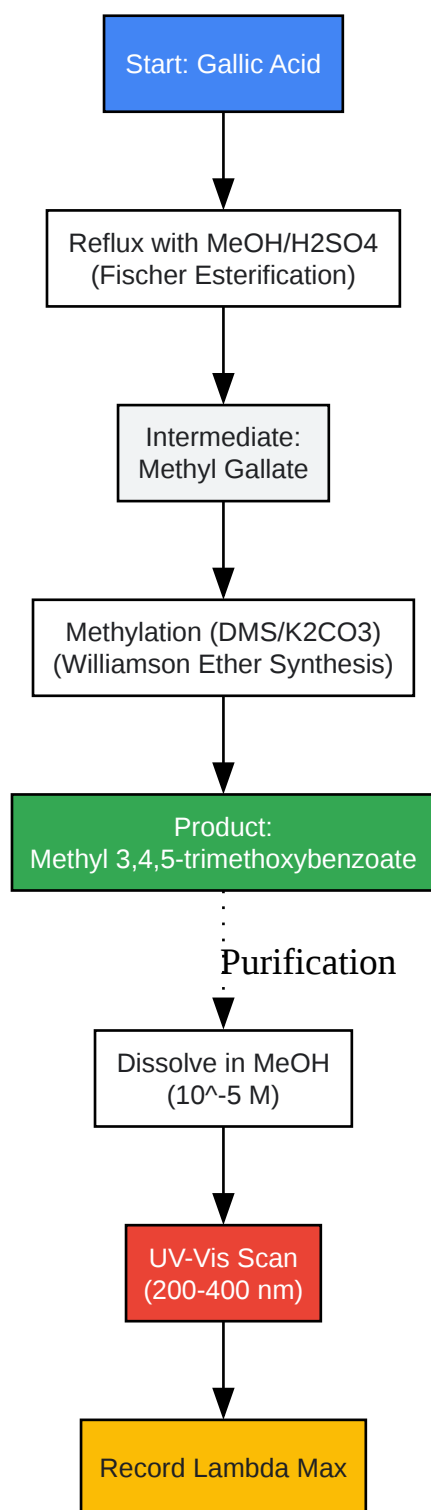 Start: Gallic Acid
Reflux with MeOH/H2SO4
(Fischer Esterification)
Intermediate:
Methyl Gallate
Methylation (DMS/K2CO3)
(Williamson Ether Synthesis)
Product:
Methyl 3,4,5-trimethoxybenzoate
Purification
Dissolve in MeOH
(10^-5 M)
UV-Vis Scan
(200-400 nm)
Record Lambda Max